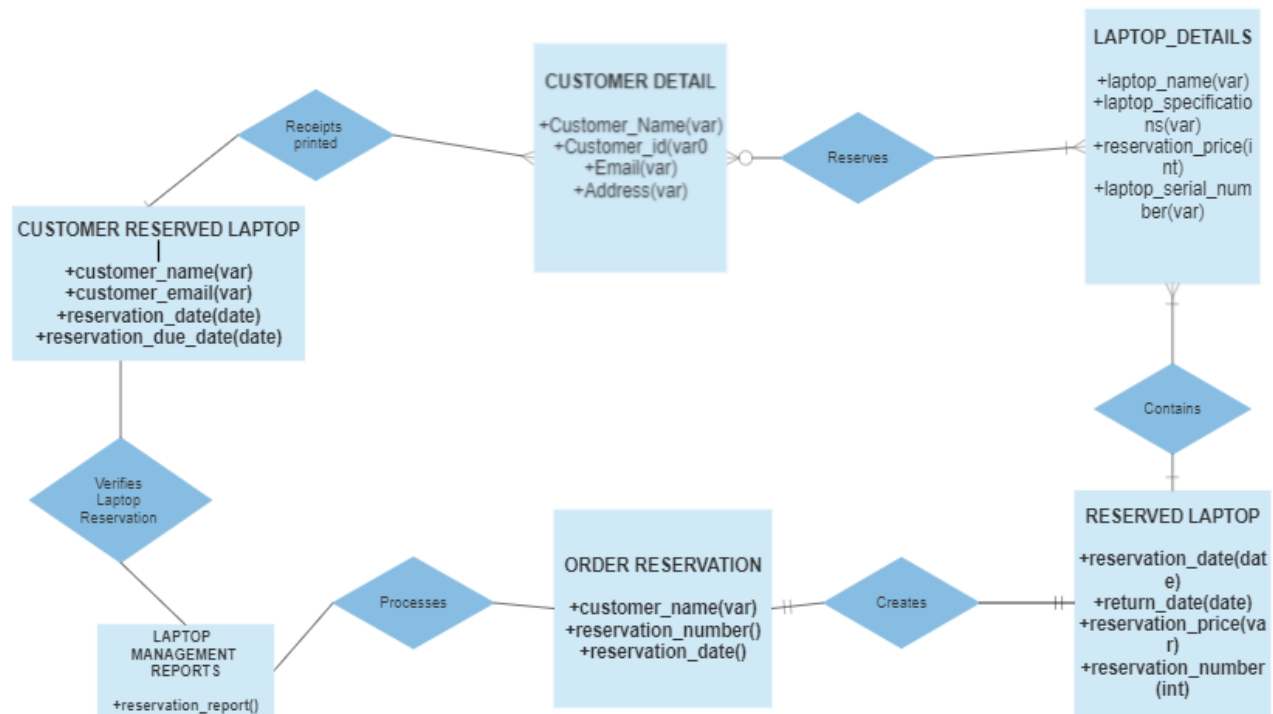 LAPTOP_DETAILS
+laptop_name(var)
+laptop_specificatio
ns(var)
+reservation_price(i
nt)
+laptop_serial_num
ber(var)
CUSTOMER DETAIL
+Customer_Name(var)
+Customer_id(var0
+Email(var)
+Address(var)
Receipts
printed
Reserves
CUSTOMER RESERVED LAPTOP
+customer_name(var)
+customer_email(var)
+reservation_date(date)
+reservation_due_date(date)
Contains
Verifies
Laptop
Reservation
RESERVED LAPTOP
+reservation_date(dat
e)
+return_date(date)
+reservation_price(va
r)
+reservation_number
(int)
ORDER RESERVATION
+customer_name(var)
+reservation_number()
+reservation_date()
Processes
Creates
LAPTOP
MANAGEMENT
REPORTS
+reservation_report()